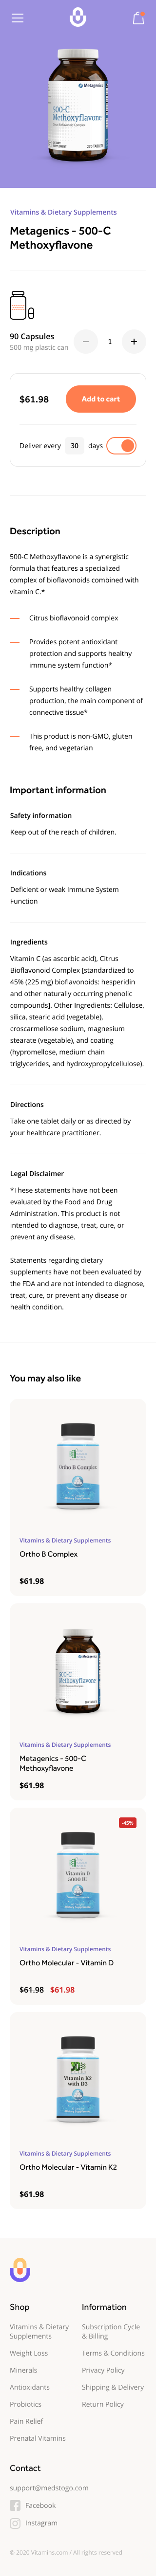 Metagenics
500-C
Methoxyflavone
270 TABLETS
Vitamins & Dietary Supplements
Metagenics - 500-C
Methoxyflavone
90 Capsules
500 mg plastic can
1
$61.98
Add to cart
Deliver every 30 days
Description
500-C Methoxyflavone is a synergistic
formula that features a specialized
complex of bioflavonoids combined with
vitamin C.*
Citrus bioflavonoid complex
Provides potent antioxidant
protection and supports healthy
immune system function*
Supports healthy collagen
production, the main component of
connective tissue*
This product is non-GMO, gluten
free, and vegetarian
Important information
Safety information
Keep out of the reach of children.
Indications
Deficient or weak Immune System
Function
Ingredients
Vitamin C (as ascorbic acid), Citrus
Bioflavonoid Complex [standardized to
45% (225 mg) bioflavonoids: hesperidin
and other naturally occurring phenolic
compounds]. Other Ingredients: Cellulose,
silica, stearic acid (vegetable),
croscarmellose sodium, magnesium
stearate (vegetable), and coating
(hypromellose, medium chain
triglycerides, and hydroxypropylcellulose).
Directions
Take one tablet daily or as directed by
your healthcare practitioner.
Legal Disclaimer
*These statements have not been
evaluated by the Food and Drug
Administration. This product is not
intended to diagnose, treat, cure, or
prevent any disease.
Statements regarding dietary
supplements have not been evaluated by
the FDA and are not intended to diagnose,
treat, cure, or prevent any disease or
health condition.
You may also like
Ortho B Complex
Vitamins & Dietary Supplements
Ortho B Complex
$61.98
Metagenics
500-C
Methoxyflavone
Vitamins & Dietary Supplements
Metagenics - 500-C
Methoxyflavone
$61.98
-45%
Vitamin D
5000 IU
Vitamins & Dietary Supplements
Ortho Molecular - Vitamin D
$61.98 $61.98
Vitamin K2
with D3
Vitamins & Dietary Supplements
Ortho Molecular - Vitamin K2
$61.98
Shop
Vitamins & Dietary
Supplements
Weight Loss
Minerals
Antioxidants
Probiotics
Pain Relief
Prenatal Vitamins
Information
Subscription Cycle
& Billing
Terms & Conditions
Privacy Policy
Shipping & Delivery
Return Policy
Contact
support@medstogo.com
Facebook
Instagram
© 2020 Vitamins.com / All rights reserved